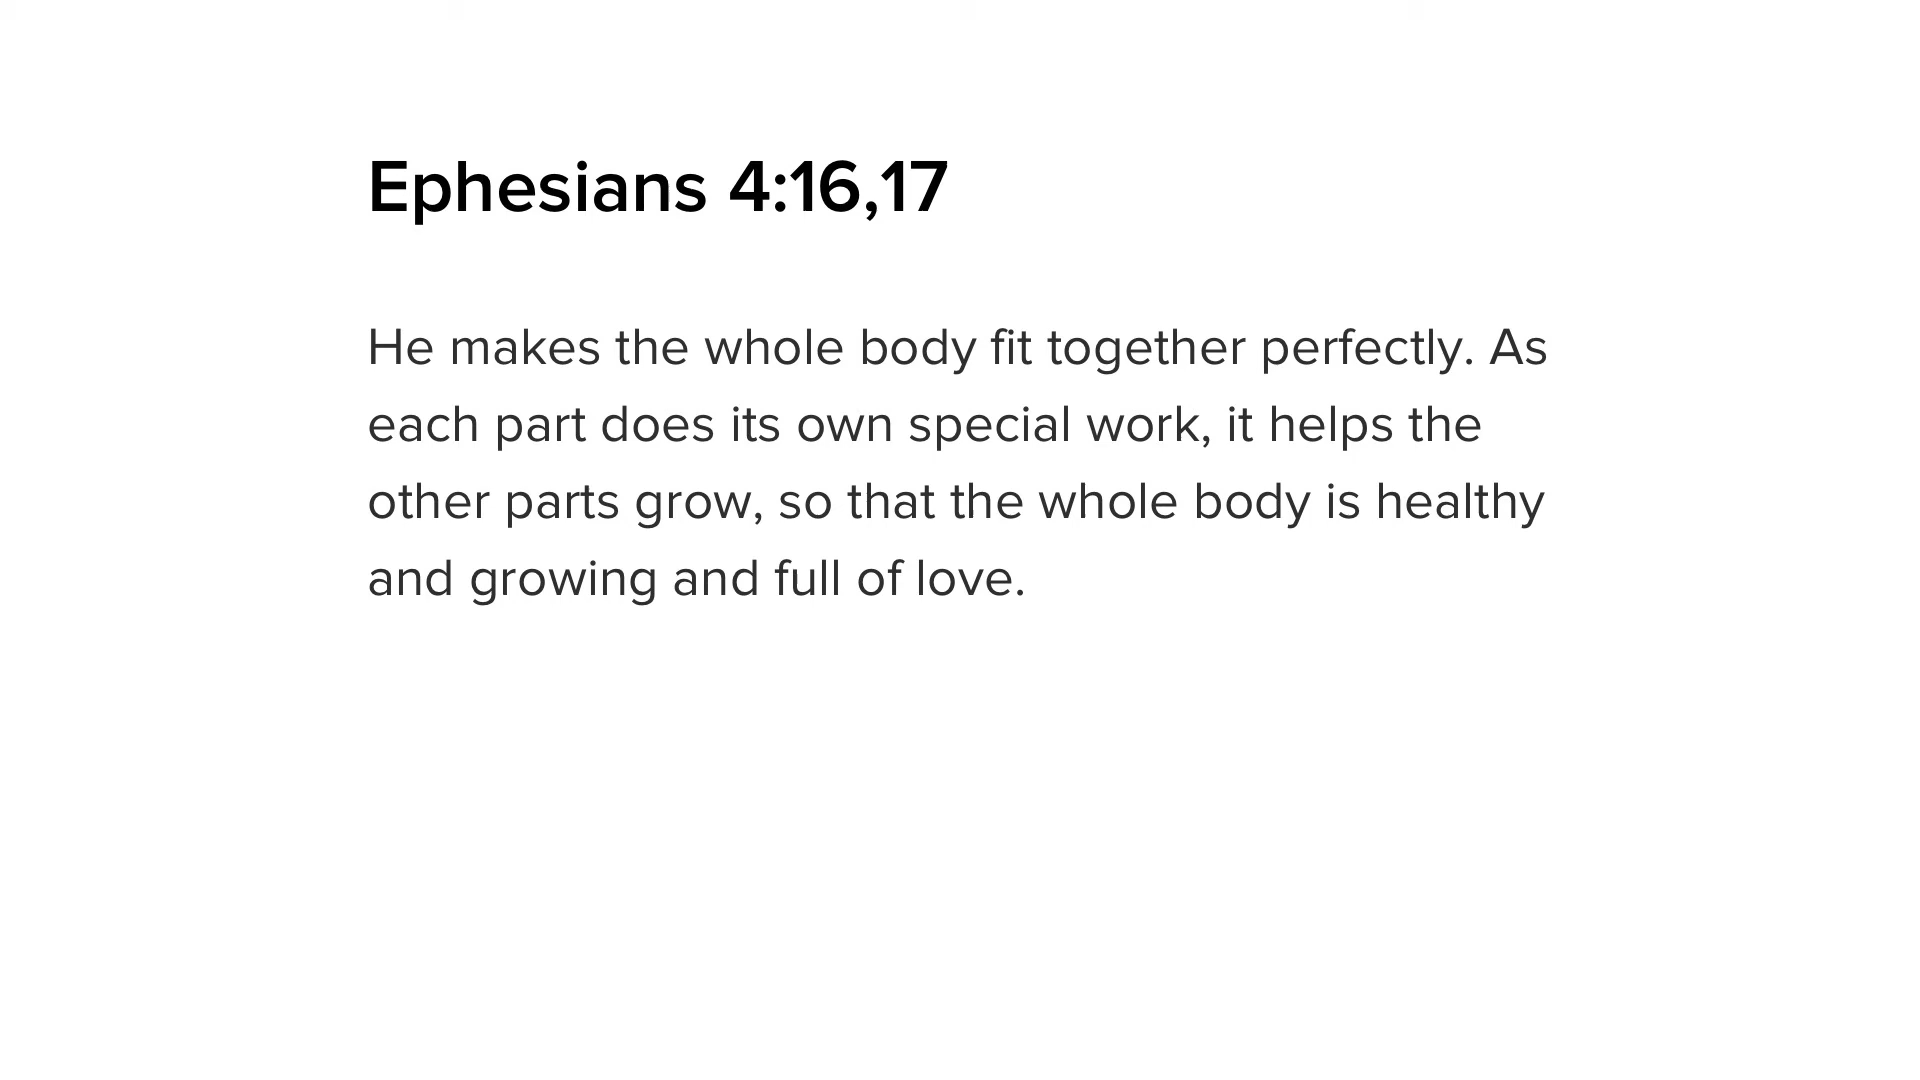 Ephesians 4:16,17
He makes the whole body fit together perfectly. As
each part does its own special work, it helps the
other parts grow, so that the whole body is healthy
and growing and full of love.